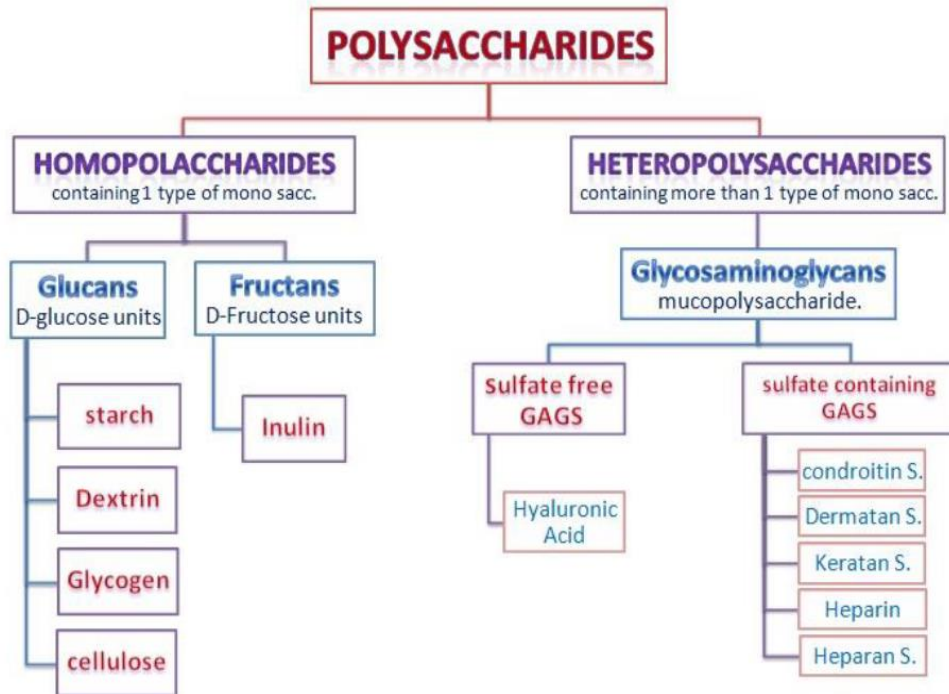 POLYSACCHARIDES
HOMOPOLACCHARIDES
containing 1 type of mono sacc.
HETEROPOLYSACCHARIDES
containing more than 1 type of mono sacc.
Glucans
D-glucose units
Fructans
D-Fructose units
Glycosaminoglycans
mucopolysaccharide.
starch
Dextrin
Glycogen
cellulose
Inulin
Sulfate free
GAGS
Hyaluronic
Acid
sulfate containing
GAGS
condroitin S.
Dermatan S.
Keratan S.
Heparin
Heparan S.